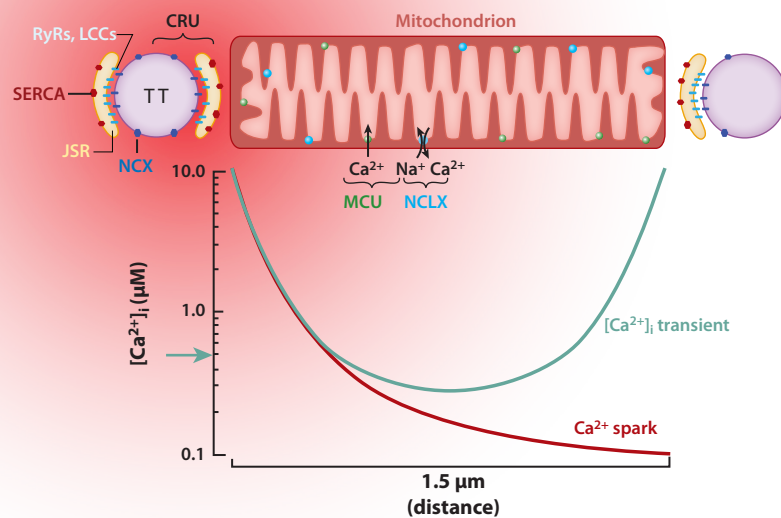 CRU
Mitochondrion
RyRs, LCCs
SERCA
TT
JSR
NCX
Ca²⁺
Na⁺ Ca²⁺
MCU
NCLX
10.0
1.0
0.1
[Ca²⁺]ᵢ (μM)
[Ca²⁺]ᵢ transient
Ca²⁺ spark
1.5 μm
(distance)